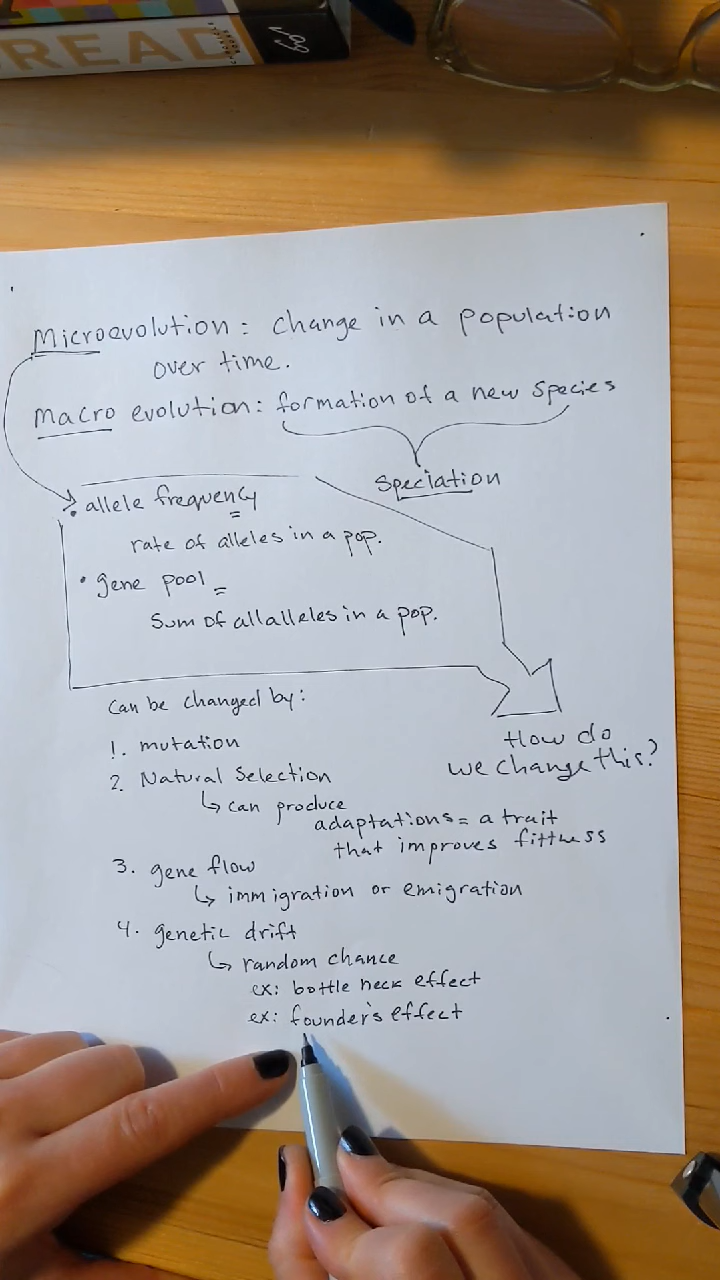 READ
Microevolution: change in a population
over time.
Macro evolution: formation of a new species
speciation
• allele frequency =
rate of alleles in a pop.
• gene pool =
Sum of all alleles in a pop.
How do
we change this?
Can be changed by:
1. mutation
2. Natural Selection
↳ can produce
adaptations = a trait
that improves fittness
3. gene flow
↳ immigration or emigration
4. genetic drift
↳ random chance
ex: bottle neck effect
ex: founder's effect